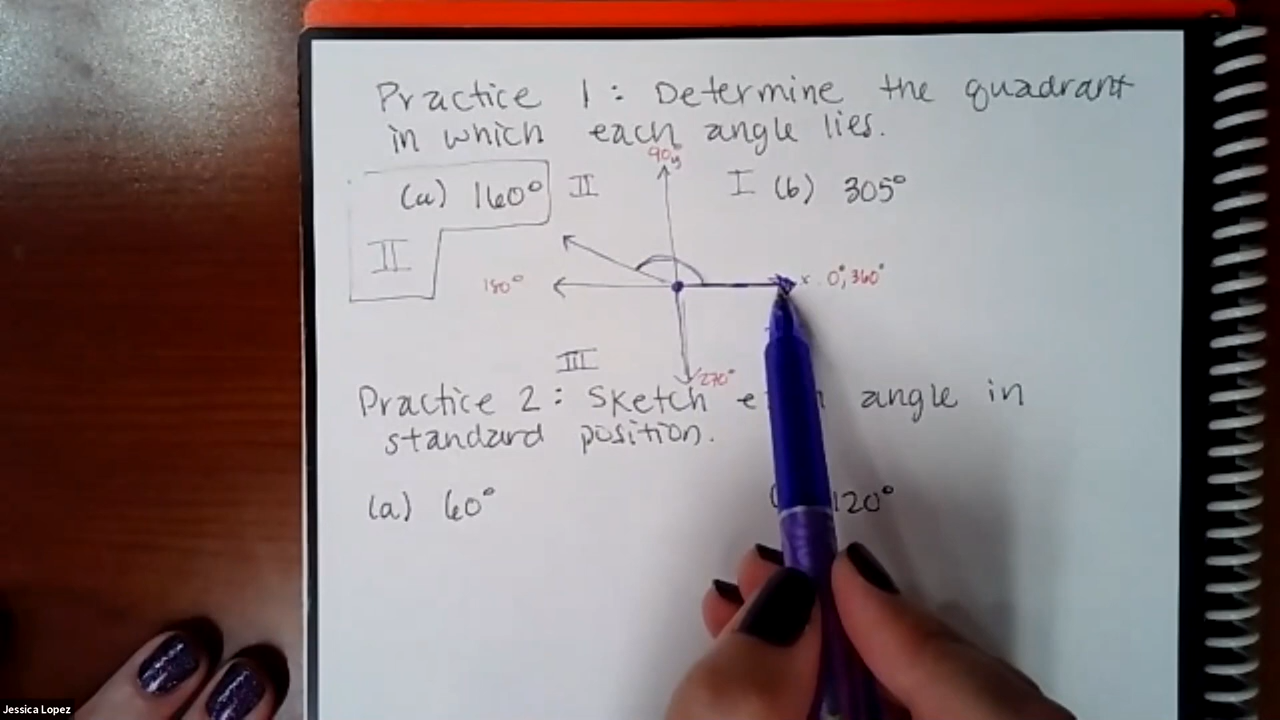 Practice 1: Determine the quadrant
in which each angle lies.
90° y
(a) 160° II I (b) 305°
II
180° x 0°, 360°
III
270°
Practice 2: Sketch angle in
standard position.
(a) 60° 120°
Jessica Lopez